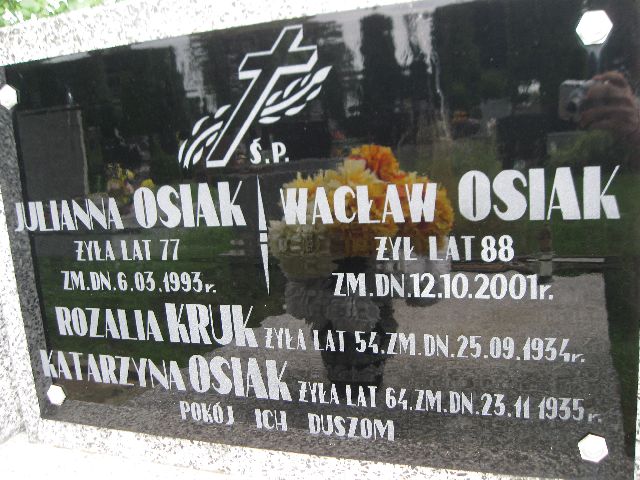 Ś.P.
JULIANNA OSIAK
ŻYŁA LAT 77
ZM.DN.6.03.1993r.
WACŁAW OSIAK
ŻYŁ LAT 88
ZM.DN.12.10.2001r.
ROZALIA KRUK ŻYŁA LAT 54.ZM.DN.25.09.1934r.
KATARZYNA OSIAK ŻYŁA LAT 64.ZM.DN.23.11 1935r.
POKÓJ ICH DUSZOM